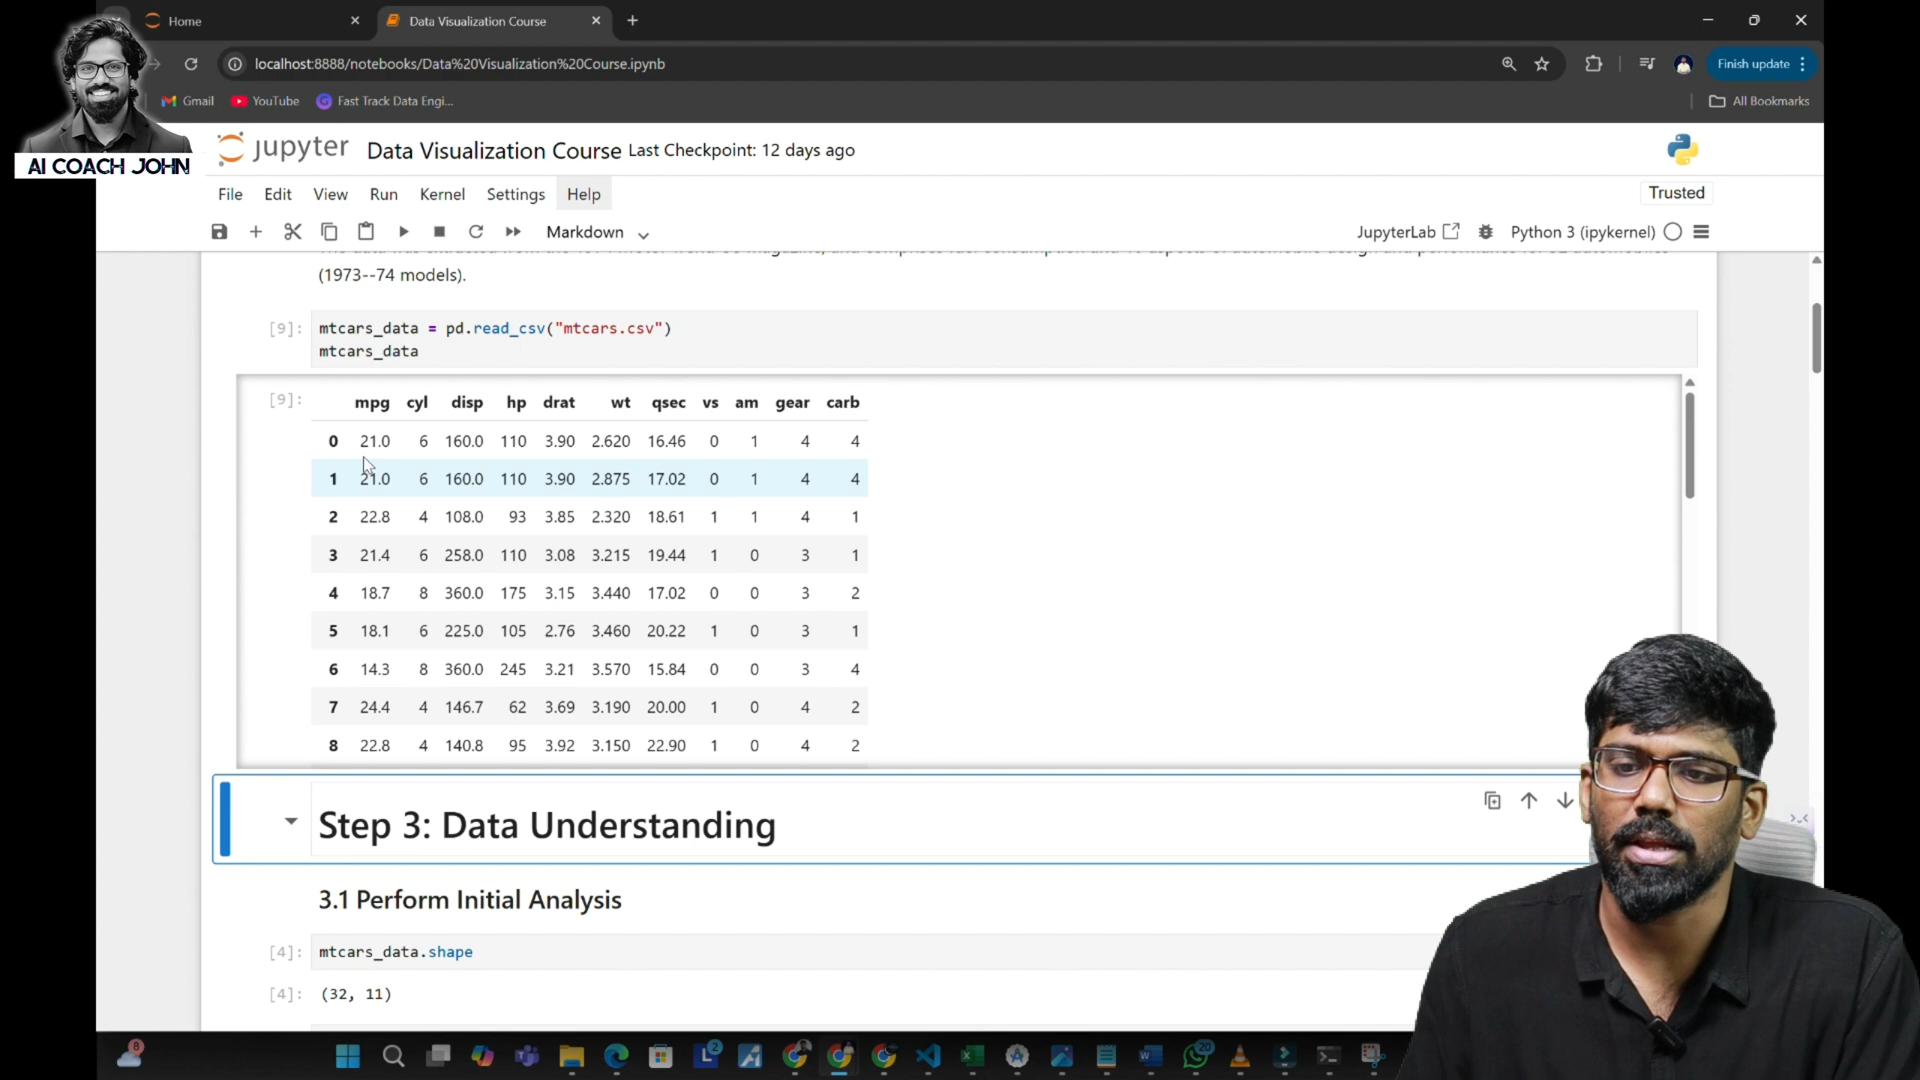 Home
Data Visualization Course
localhost:8888/notebooks/Data%20Visualization%20Course.ipynb
Finish update
Gmail
YouTube
Fast Track Data Engi...
All Bookmarks
AI COACH JOHN
jupyter
Data Visualization Course Last Checkpoint: 12 days ago
File Edit View Run Kernel Settings Help
Trusted
Markdown
JupyterLab
Python 3 (ipykernel)
(1973--74 models).
[9]: mtcars_data = pd.read_csv("mtcars.csv")
mtcars_data
[9]: mpg cyl disp hp drat wt qsec vs am gear carb
0 21.0 6 160.0 110 3.90 2.620 16.46 0 1 4 4
1 21.0 6 160.0 110 3.90 2.875 17.02 0 1 4 4
2 22.8 4 108.0 93 3.85 2.320 18.61 1 1 4 1
3 21.4 6 258.0 110 3.08 3.215 19.44 1 0 3 1
4 18.7 8 360.0 175 3.15 3.440 17.02 0 0 3 2
5 18.1 6 225.0 105 2.76 3.460 20.22 1 0 3 1
6 14.3 8 360.0 245 3.21 3.570 15.84 0 0 3 4
7 24.4 4 146.7 62 3.69 3.190 20.00 1 0 4 2
8 22.8 4 140.8 95 3.92 3.150 22.90 1 0 4 2
Step 3: Data Understanding
3.1 Perform Initial Analysis
[4]: mtcars_data.shape
[4]: (32, 11)
8
2
20